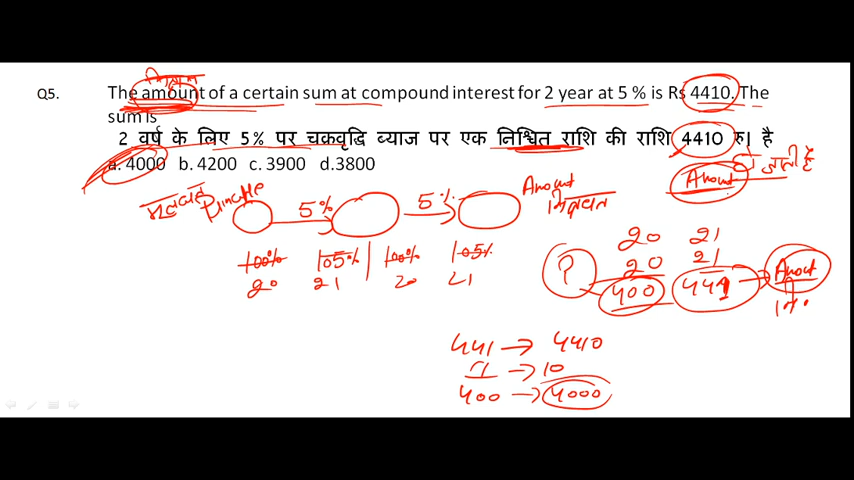 मिश्रधन
Q5. The amount of a certain sum at compound interest for 2 year at 5 % is Rs 4410. The
sum is
2 वर्ष के लिए 5% पर चक्रवृद्धि ब्याज पर एक निश्चित राशि की राशि 4410 रु। है
a. 4000 b. 4200 c. 3900 d.3800
Amount जाती है
5% 5% Amount
मिश्रधन
100% 105% 100% 105%
20 21 20 21
20 21
20 21
? 400 441 Amount
441 → 4410
1 → 10
400 → 4000